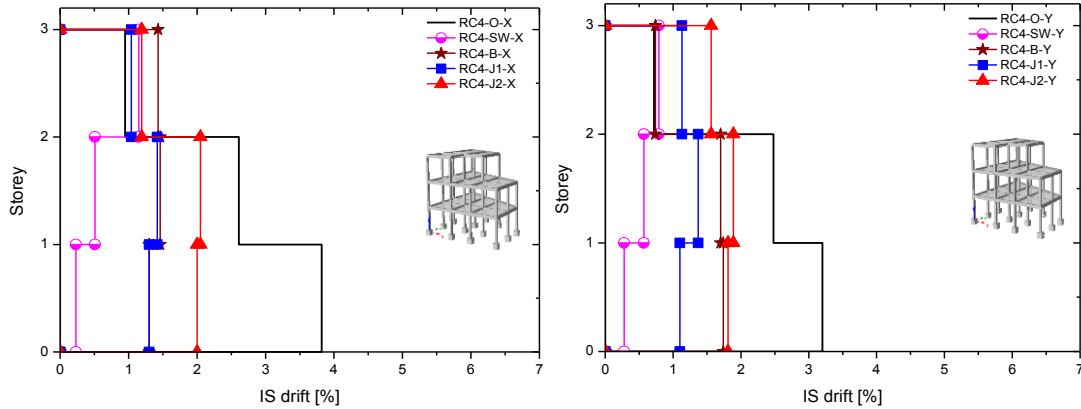 RC4-O-X
RC4-SW-X
RC4-B-X
RC4-J1-X
RC4-J2-X
3
2
1
0
Storey
0 1 2 3 4 5 6 7
IS drift [%]
RC4-O-Y
RC4-SW-Y
RC4-B-Y
RC4-J1-Y
RC4-J2-Y
3
2
1
0
Storey
0 1 2 3 4 5 6 7
IS drift [%]